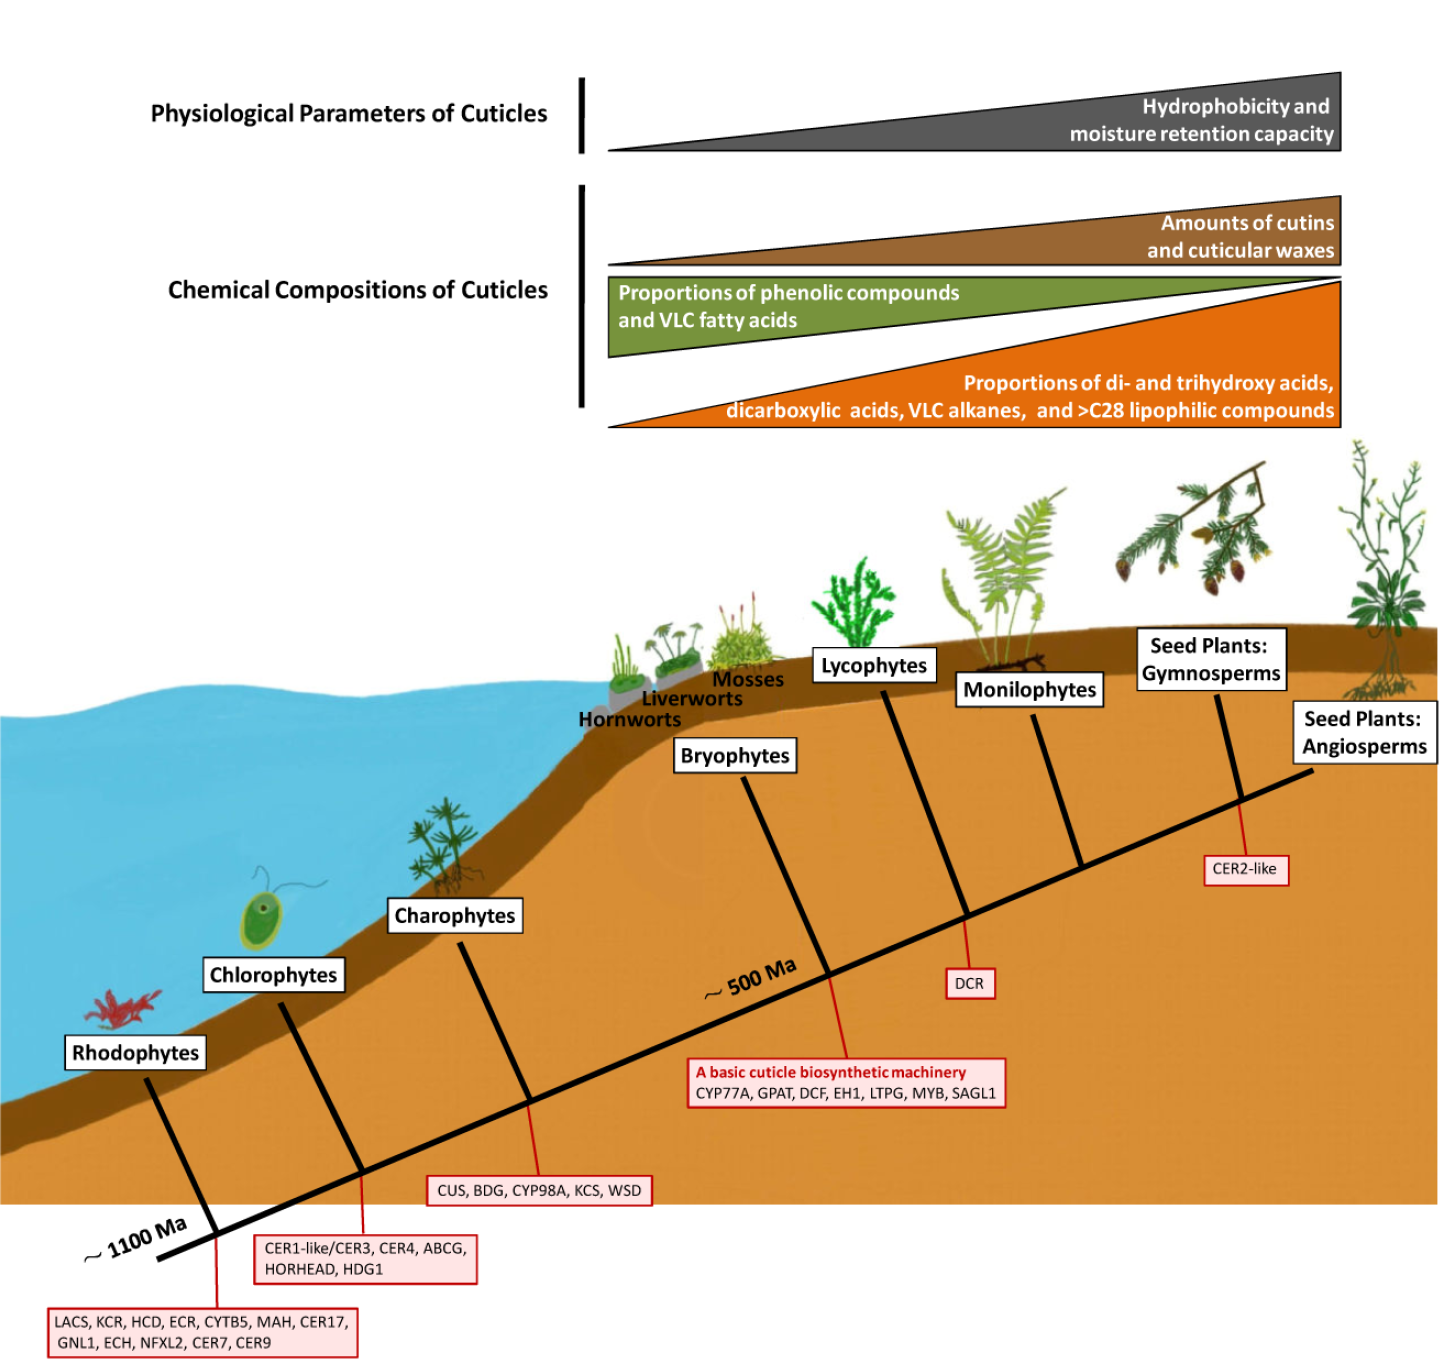 Physiological Parameters of Cuticles
Hydrophobicity and
moisture retention capacity
Chemical Compositions of Cuticles
Amounts of cutins
and cuticular waxes
Proportions of phenolic compounds
and VLC fatty acids
Proportions of di- and trihydroxy acids,
dicarboxylic acids, VLC alkanes, and >C28 lipophilic compounds
Hornworts
Liverworts
Mosses
Rhodophytes
Chlorophytes
Charophytes
Bryophytes
Lycophytes
Monilophytes
Seed Plants:
Gymnosperms
Seed Plants:
Angiosperms
~ 1100 Ma
~ 500 Ma
LACS, KCR, HCD, ECR, CYTB5, MAH, CER17,
GNL1, ECH, NFXL2, CER7, CER9
CER1-like/CER3, CER4, ABCG,
HORHEAD, HDG1
CUS, BDG, CYP98A, KCS, WSD
A basic cuticle biosynthetic machinery
CYP77A, GPAT, DCF, EH1, LTPG, MYB, SAGL1
DCR
CER2-like